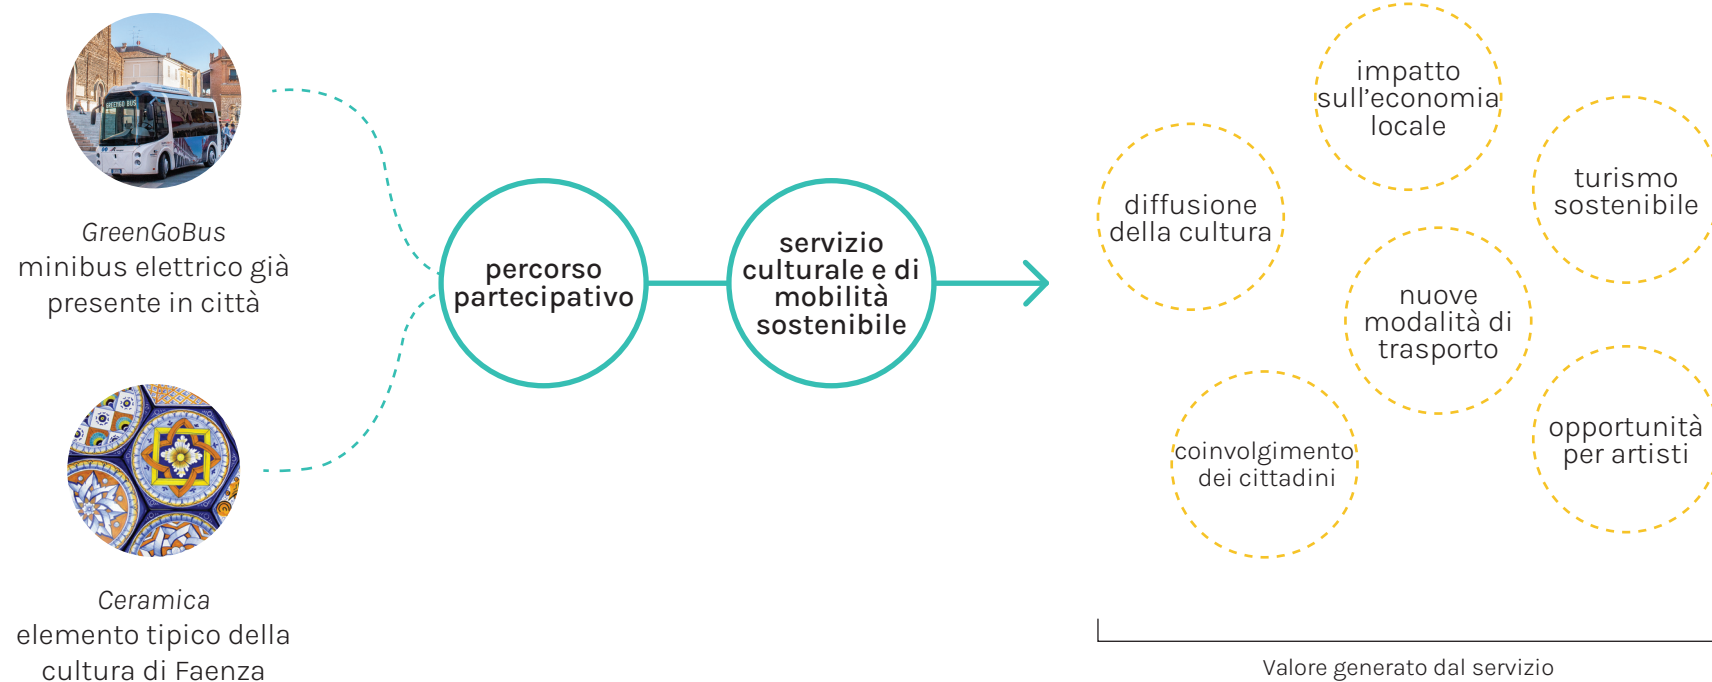 GREENGO BUS
GreenGoBus
minibus elettrico già
presente in città
Ceramica
elemento tipico della
cultura di Faenza
percorso
partecipativo
servizio
culturale e di
mobilità
sostenibile
diffusione
della cultura
impatto
sull'economia
locale
turismo
sostenibile
nuove
modalità di
trasporto
coinvolgimento
dei cittadini
opportunità
per artisti
Valore generato dal servizio